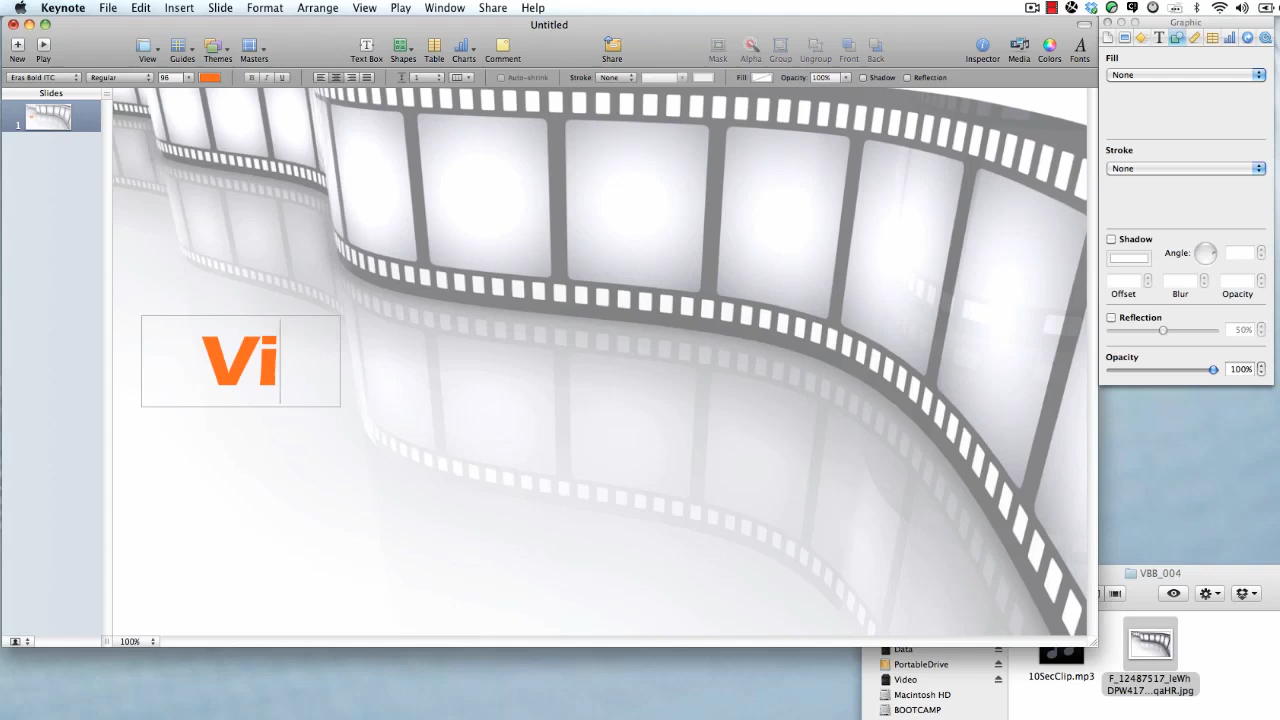 Keynote File Edit Insert Slide Format Arrange View Play Window Share Help
Untitled
Graphic
New Play View Guides Themes Masters Text Box Shapes Table Charts Comment Share Mask Alpha Group Ungroup Front Back Inspector Media Colors Fonts
Eras Bold ITC Regular 96 B I U 1 Auto-shrink Stroke None Fill Opacity: 100% Shadow Reflection
Slides
1
Vi
Fill
None
Stroke
None
Shadow
Angle:
Offset Blur Opacity
Reflection
50%
Opacity
100%
100%
VBB_004
Data
PortableDrive
Video
Macintosh HD
BOOTCAMP
10SecClip.mp3
F_12487517_leWh
DPW417...qaHR.jpg